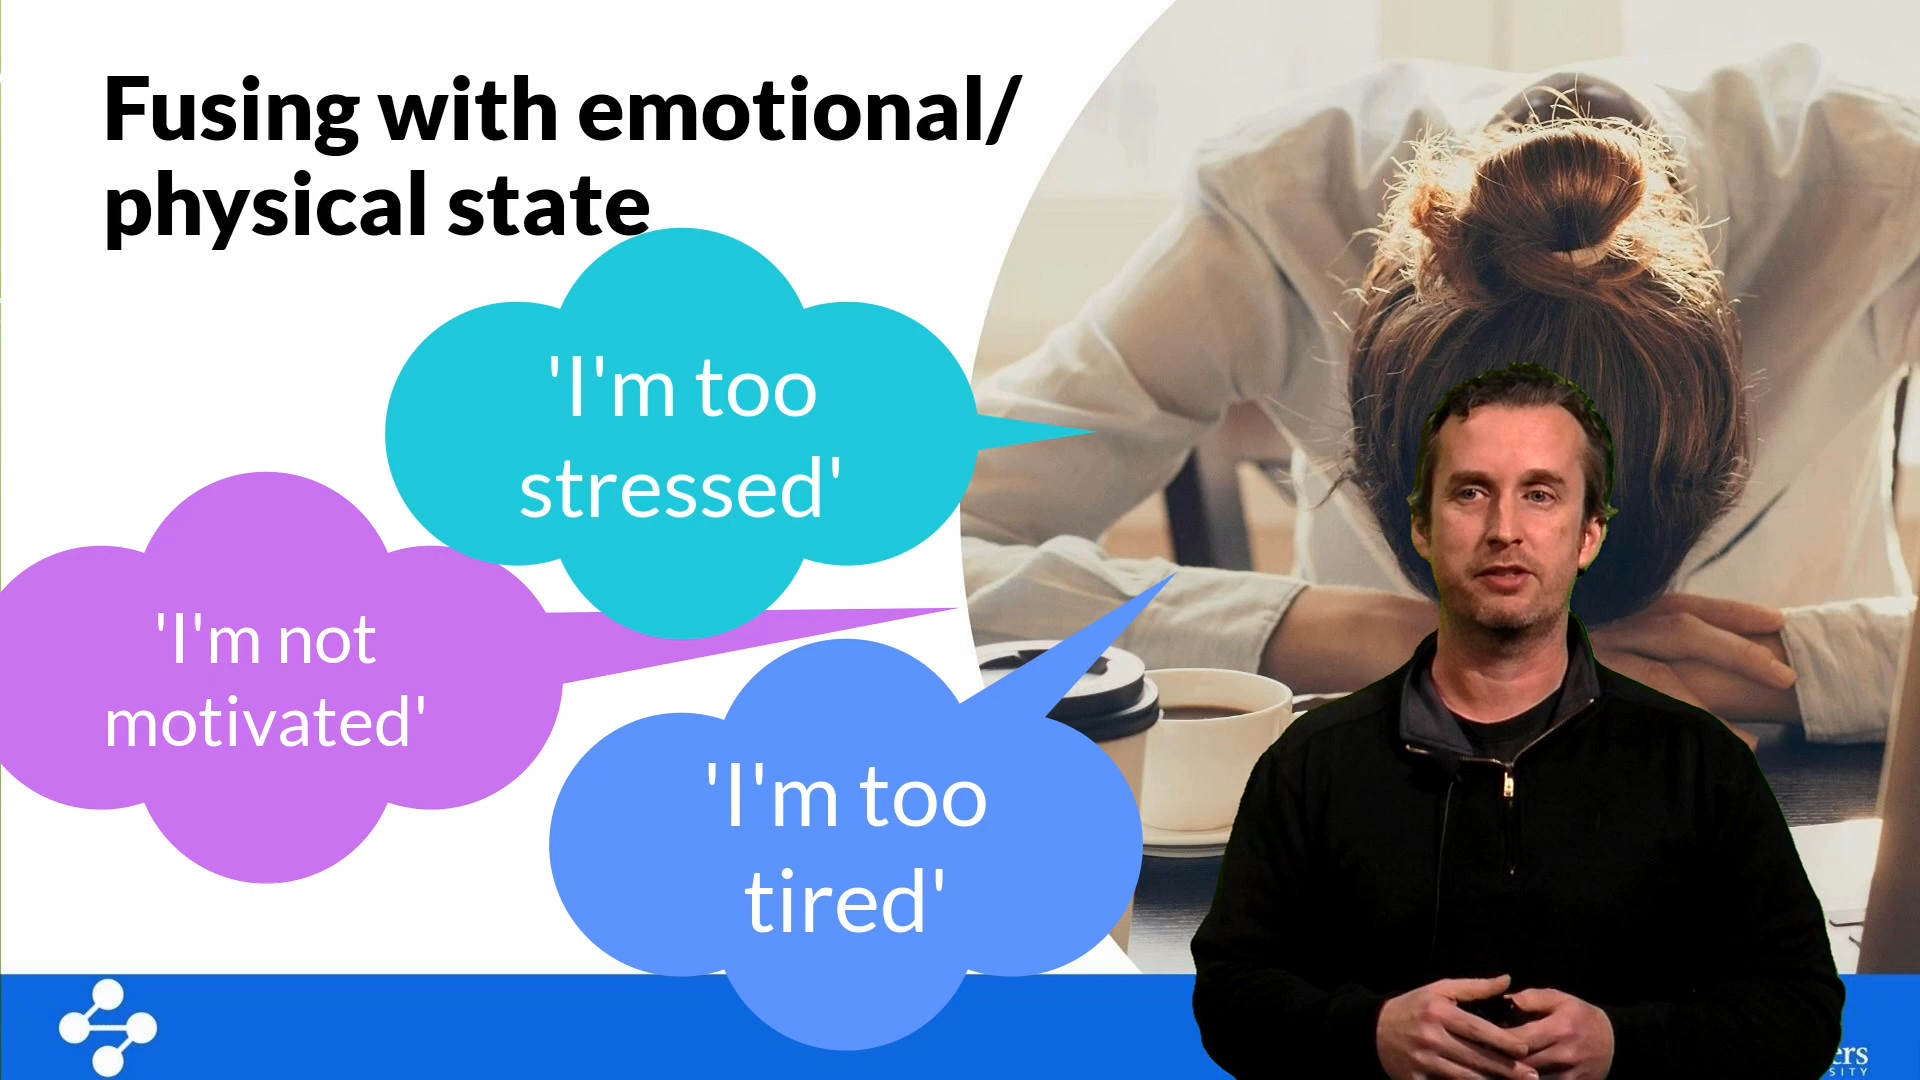 Fusing with emotional/
physical state
'I'm too
stressed'
'I'm not
motivated'
'I'm too
tired'